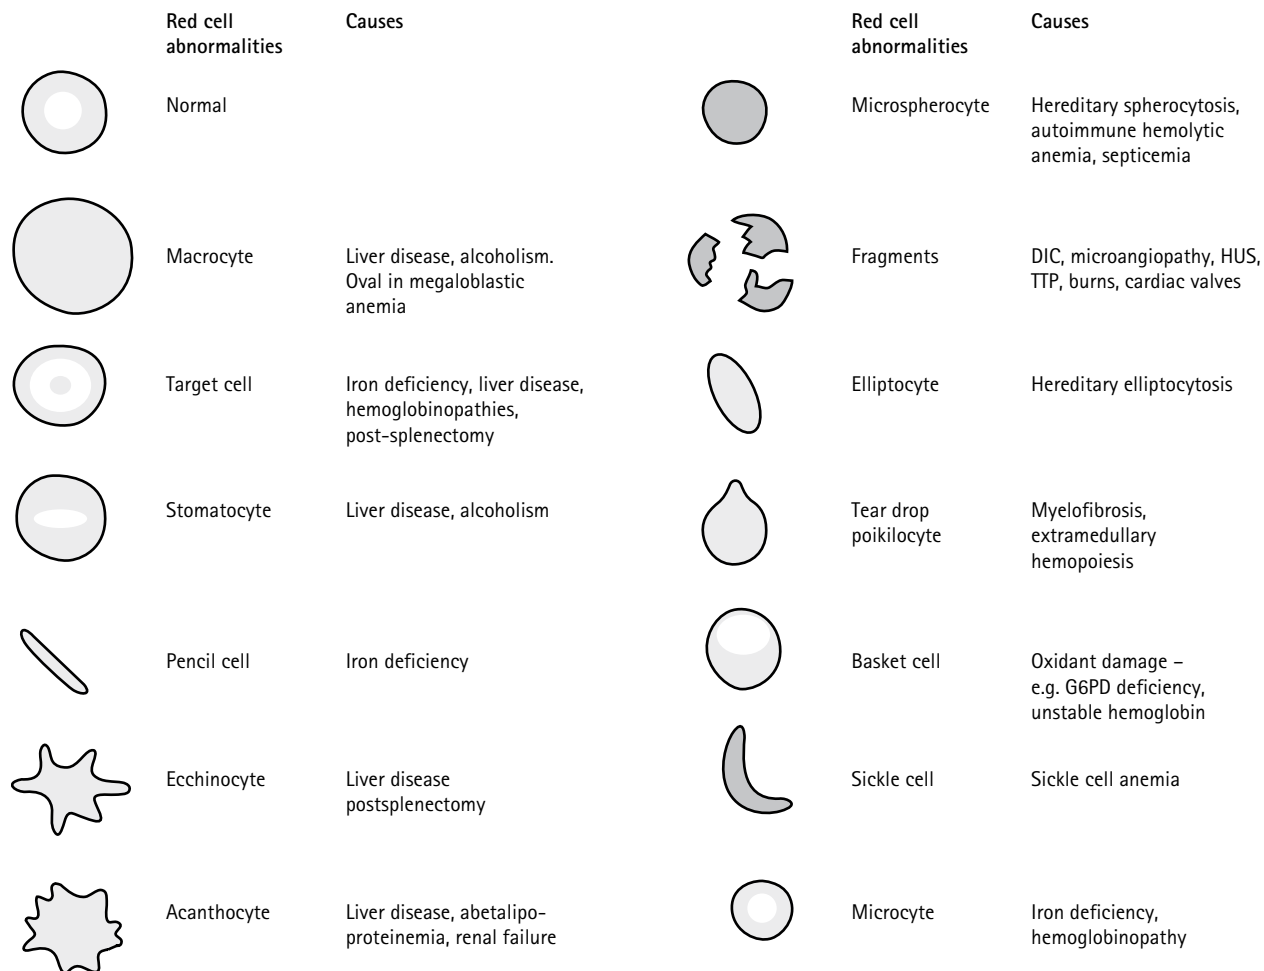 Red cell
abnormalities
Causes
Normal
Macrocyte
Liver disease, alcoholism.
Oval in megaloblastic
anemia
Target cell
Iron deficiency, liver disease,
hemoglobinopathies,
post-splenectomy
Stomatocyte
Liver disease, alcoholism
Pencil cell
Iron deficiency
Ecchinocyte
Liver disease
postsplenectomy
Acanthocyte
Liver disease, abetalipo-
proteinemia, renal failure
Red cell
abnormalities
Causes
Microspherocyte
Hereditary spherocytosis,
autoimmune hemolytic
anemia, septicemia
Fragments
DIC, microangiopathy, HUS,
TTP, burns, cardiac valves
Elliptocyte
Hereditary elliptocytosis
Tear drop
poikilocyte
Myelofibrosis,
extramedullary
hemopoiesis
Basket cell
Oxidant damage –
e.g. G6PD deficiency,
unstable hemoglobin
Sickle cell
Sickle cell anemia
Microcyte
Iron deficiency,
hemoglobinopathy